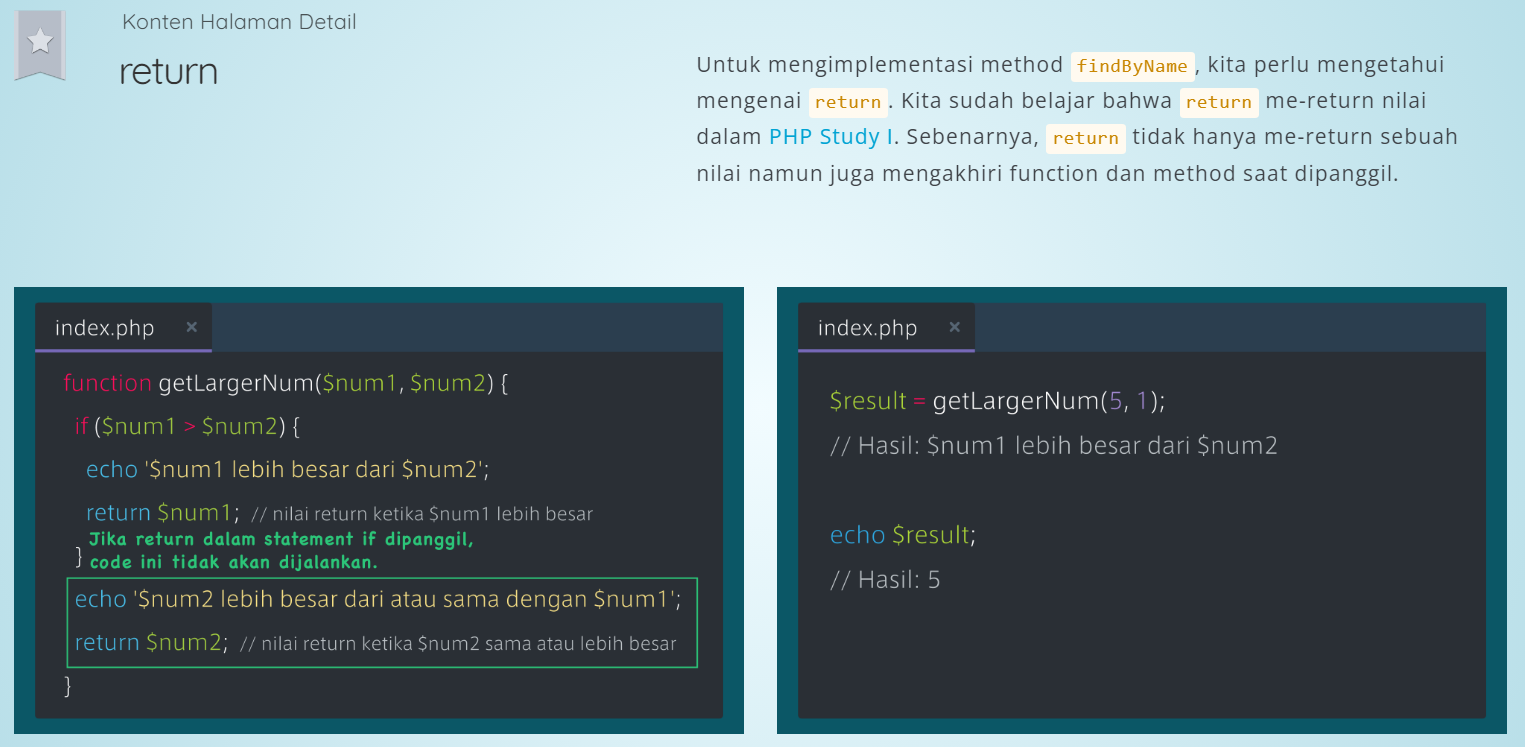 Konten Halaman Detail
return
Untuk mengimplementasi method findByName, kita perlu mengetahui
mengenai return. Kita sudah belajar bahwa return me-return nilai
dalam PHP Study I. Sebenarnya, return tidak hanya me-return sebuah
nilai namun juga mengakhiri function dan method saat dipanggil.
index.php ×
function getLargerNum($num1, $num2) {
if ($num1 > $num2) {
echo '$num1 lebih besar dari $num2';
return $num1; // nilai return ketika $num1 lebih besar
Jika return dalam statement if dipanggil,
} code ini tidak akan dijalankan.
echo '$num2 lebih besar dari atau sama dengan $num1';
return $num2; // nilai return ketika $num2 sama atau lebih besar
}
index.php ×
$result = getLargerNum(5, 1);
// Hasil: $num1 lebih besar dari $num2
echo $result;
// Hasil: 5